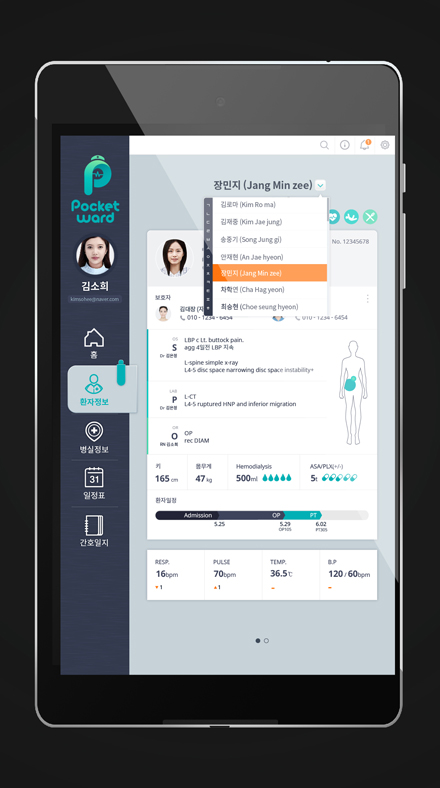 Pocket
ward
김소희
kimsohee@naver.com
홈
환자정보
병실정보
31
일정표
간호일지
장민지 (Jang Min zee)
김로마 (Kim Ro ma)
김재중 (Kim Jae jung)
송중기 (Song Jung gi)
안재현 (An Jae hyeon)
장민지 (Jang Min zee)
차학연 (Cha Hag yeon)
최승현 (Choe seung hyeon)
No. 12345678
보호자
김대장
010 - 1234 - 6454
- 1234 - 6454
S
Dr 김은영
LBP c Lt. buttock pain.
agg 4일전 LBP 지속
L-spine simple x-ray
L4-5 disc space narrowing disc space instability+
LAB
P
Dr 김은영
L-CT
L4-5 ruptured HNP and inferior migration
OP
O
RN 김소희
OP
rec DIAM
키
165 cm
몸무게
47 kg
Hemodialysis
500ml
ASA/PLX(+/-)
5t
환자일정
Admission
OP
PT
5.25
5.29
OP10S
6.02
PT30S
RESP.
16bpm
1
PULSE
70bpm
1
TEMP.
36.5℃
B.P
120 / 60bpm